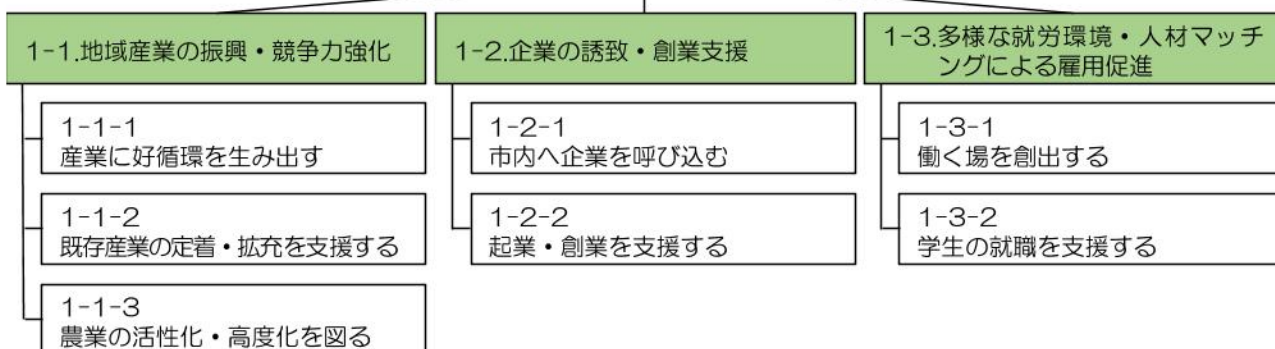 1-1.地域産業の振興・競争力強化
1-1-1
産業に好循環を生み出す
1-1-2
既存産業の定着・拡充を支援する
1-1-3
農業の活性化・高度化を図る
1-2.企業の誘致・創業支援
1-2-1
市内へ企業を呼び込む
1-2-2
起業・創業を支援する
1-3.多様な就労環境・人材マッチ
ングによる雇用促進
1-3-1
働く場を創出する
1-3-2
学生の就職を支援する